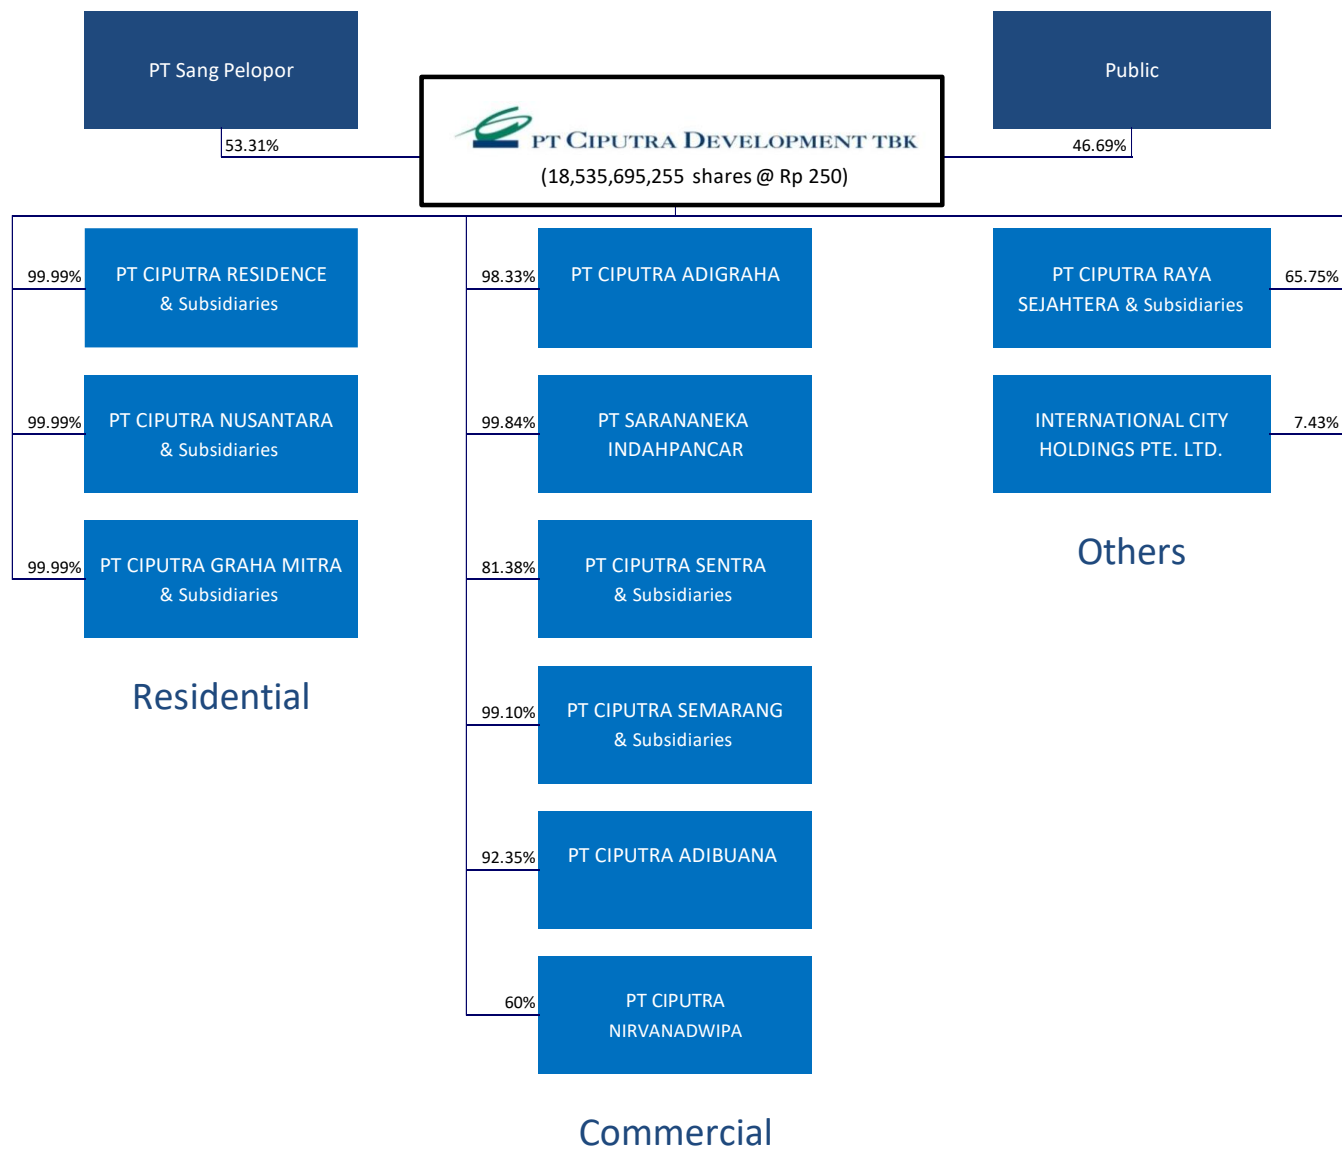 PT Sang Pelopor
Public
PT CIPUTRA DEVELOPMENT TBK
(18,535,695,255 shares @ Rp 250)
53.31%
46.69%
99.99%
PT CIPUTRA RESIDENCE
& Subsidiaries
99.99%
PT CIPUTRA NUSANTARA
& Subsidiaries
99.99%
PT CIPUTRA GRAHA MITRA
& Subsidiaries
Residential
98.33%
PT CIPUTRA ADIGRAHA
99.84%
PT SARANANEKA
INDAHPANCAR
81.38%
PT CIPUTRA SENTRA
& Subsidiaries
99.10%
PT CIPUTRA SEMARANG
& Subsidiaries
92.35%
PT CIPUTRA ADIBUANA
60%
PT CIPUTRA
NIRVANADWIPA
Commercial
PT CIPUTRA RAYA
SEJAHTERA & Subsidiaries
65.75%
INTERNATIONAL CITY
HOLDINGS PTE. LTD.
7.43%
Others